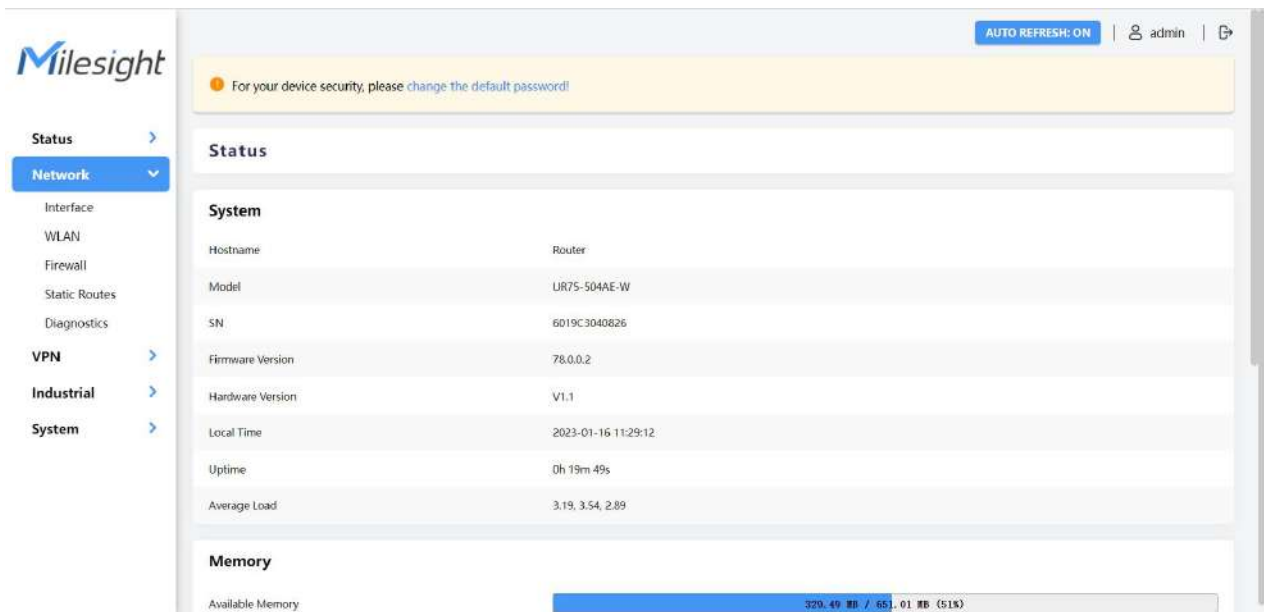 Milesight
AUTO REFRESH: ON | admin |
For your device security, please change the default password!
Status
Network
Interface
WLAN
Firewall
Static Routes
Diagnostics
VPN
Industrial
System
Status
System
Hostname Router
Model UR75-504AE-W
SN 6019C3040826
Firmware Version 78.0.0.2
Hardware Version V1.1
Local Time 2023-01-16 11:29:12
Uptime 0h 19m 49s
Average Load 3.19, 3.54, 2.89
Memory
Available Memory 329.49 MB / 651.01 MB (51%)